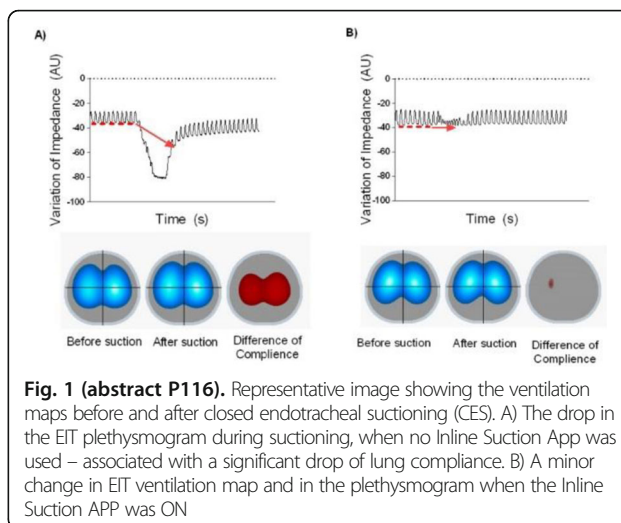 A)
B)
Variation of Impedance (AU)
0
-20
-40
-60
-80
-100
Time (s)
Variation of Impedance (AU)
0
-20
-40
-60
-80
-100
Time (s)
Before suction
After suction
Difference of
Complience
Before suction
After suction
Difference of
Complience
Fig. 1 (abstract P116). Representative image showing the ventilation
maps before and after closed endotracheal suctioning (CES). A) The drop in
the EIT plethysmogram during suctioning, when no Inline Suction App was
used – associated with a significant drop of lung compliance. B) A minor
change in EIT ventilation map and in the plethysmogram when the Inline
Suction APP was ON